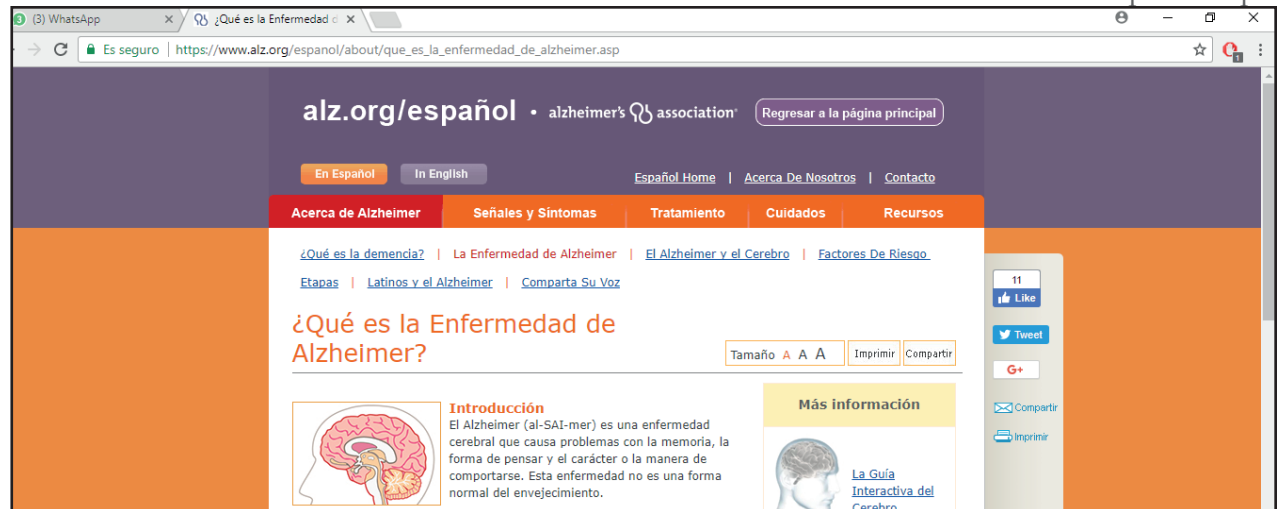 (3) WhatsApp
¿Qué es la Enfermedad d
Es seguro | https://www.alz.org/espanol/about/que_es_la_enfermedad_de_alzheimer.asp
1
alz.org/español • alzheimer's association
Regresar a la página principal
En Español In English
Español Home | Acerca De Nosotros | Contacto
Acerca de Alzheimer Señales y Síntomas Tratamiento Cuidados Recursos
¿Qué es la demencia? | La Enfermedad de Alzheimer | El Alzheimer y el Cerebro | Factores De Riesgo
Etapas | Latinos y el Alzheimer | Comparta Su Voz
¿Qué es la Enfermedad de
Alzheimer?
Tamaño A A A Imprimir Compartir
Introducción
El Alzheimer (al-SAI-mer) es una enfermedad
cerebral que causa problemas con la memoria, la
forma de pensar y el carácter o la manera de
comportarse. Esta enfermedad no es una forma
normal del envejecimiento.
Más información
La Guía
Interactiva del
Cerebro
11
Like
Tweet
G+
Compartir
Imprimir